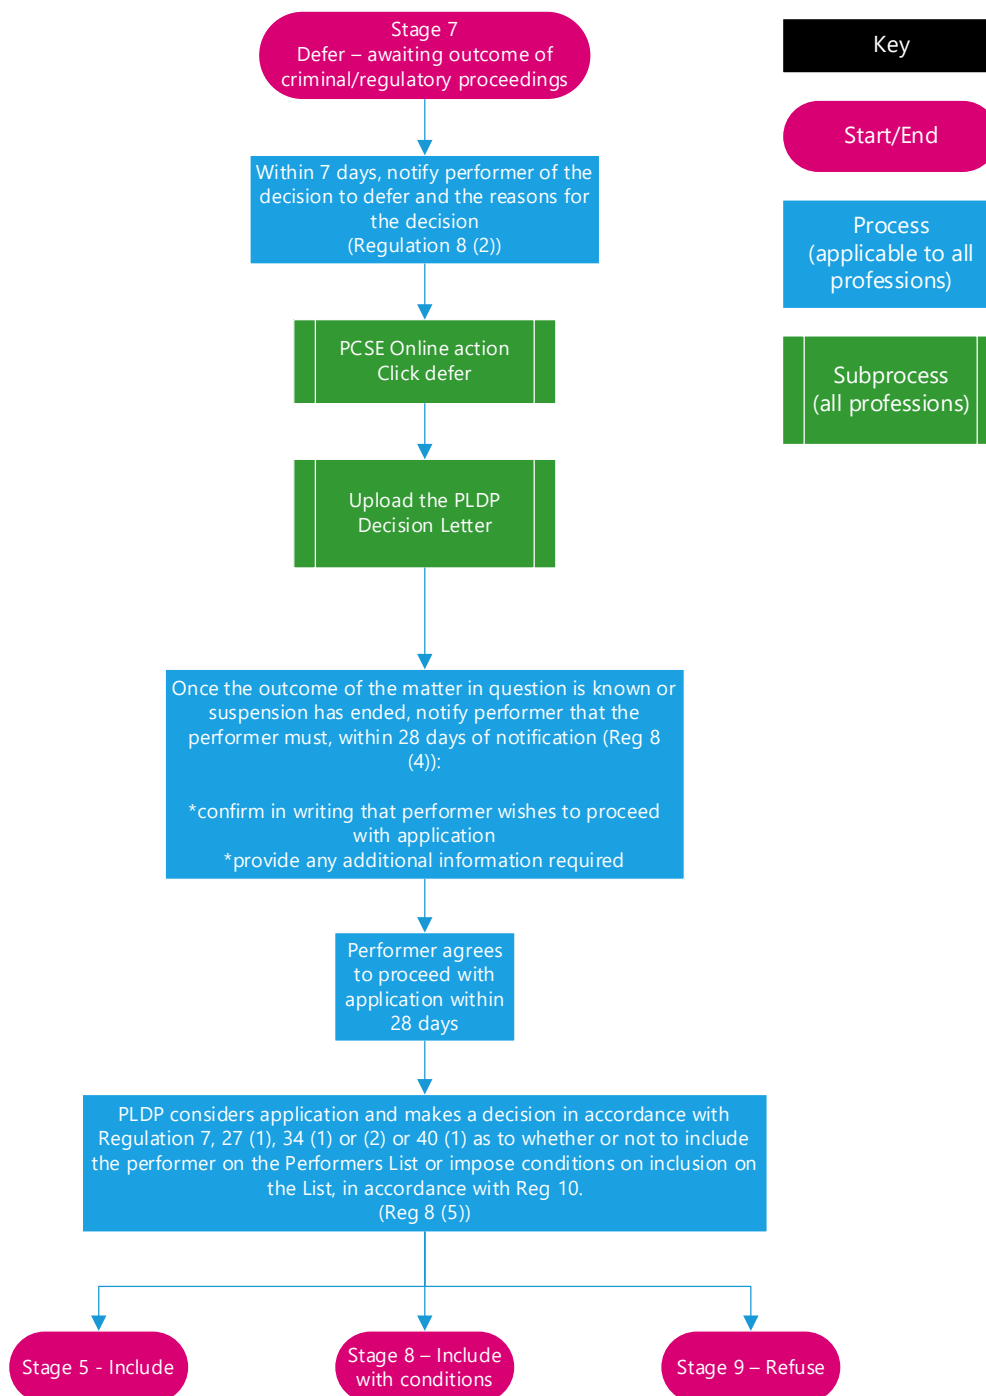 Stage 7
Defer – awaiting outcome of
criminal/regulatory proceedings
Within 7 days, notify performer of the
decision to defer and the reasons for
the decision
(Regulation 8 (2))
PCSE Online action
Click defer
Upload the PLDP
Decision Letter
Once the outcome of the matter in question is known or
suspension has ended, notify performer that the
performer must, within 28 days of notification (Reg 8
(4)):
*confirm in writing that performer wishes to proceed
with application
*provide any additional information required
Performer agrees
to proceed with
application within
28 days
PLDP considers application and makes a decision in accordance with
Regulation 7, 27 (1), 34 (1) or (2) or 40 (1) as to whether or not to include
the performer on the Performers List or impose conditions on inclusion on
the List, in accordance with Reg 10.
(Reg 8 (5))
Stage 5 - Include
Stage 8 – Include
with conditions
Stage 9 – Refuse
Key
Start/End
Process
(applicable to all
professions)
Subprocess
(all professions)